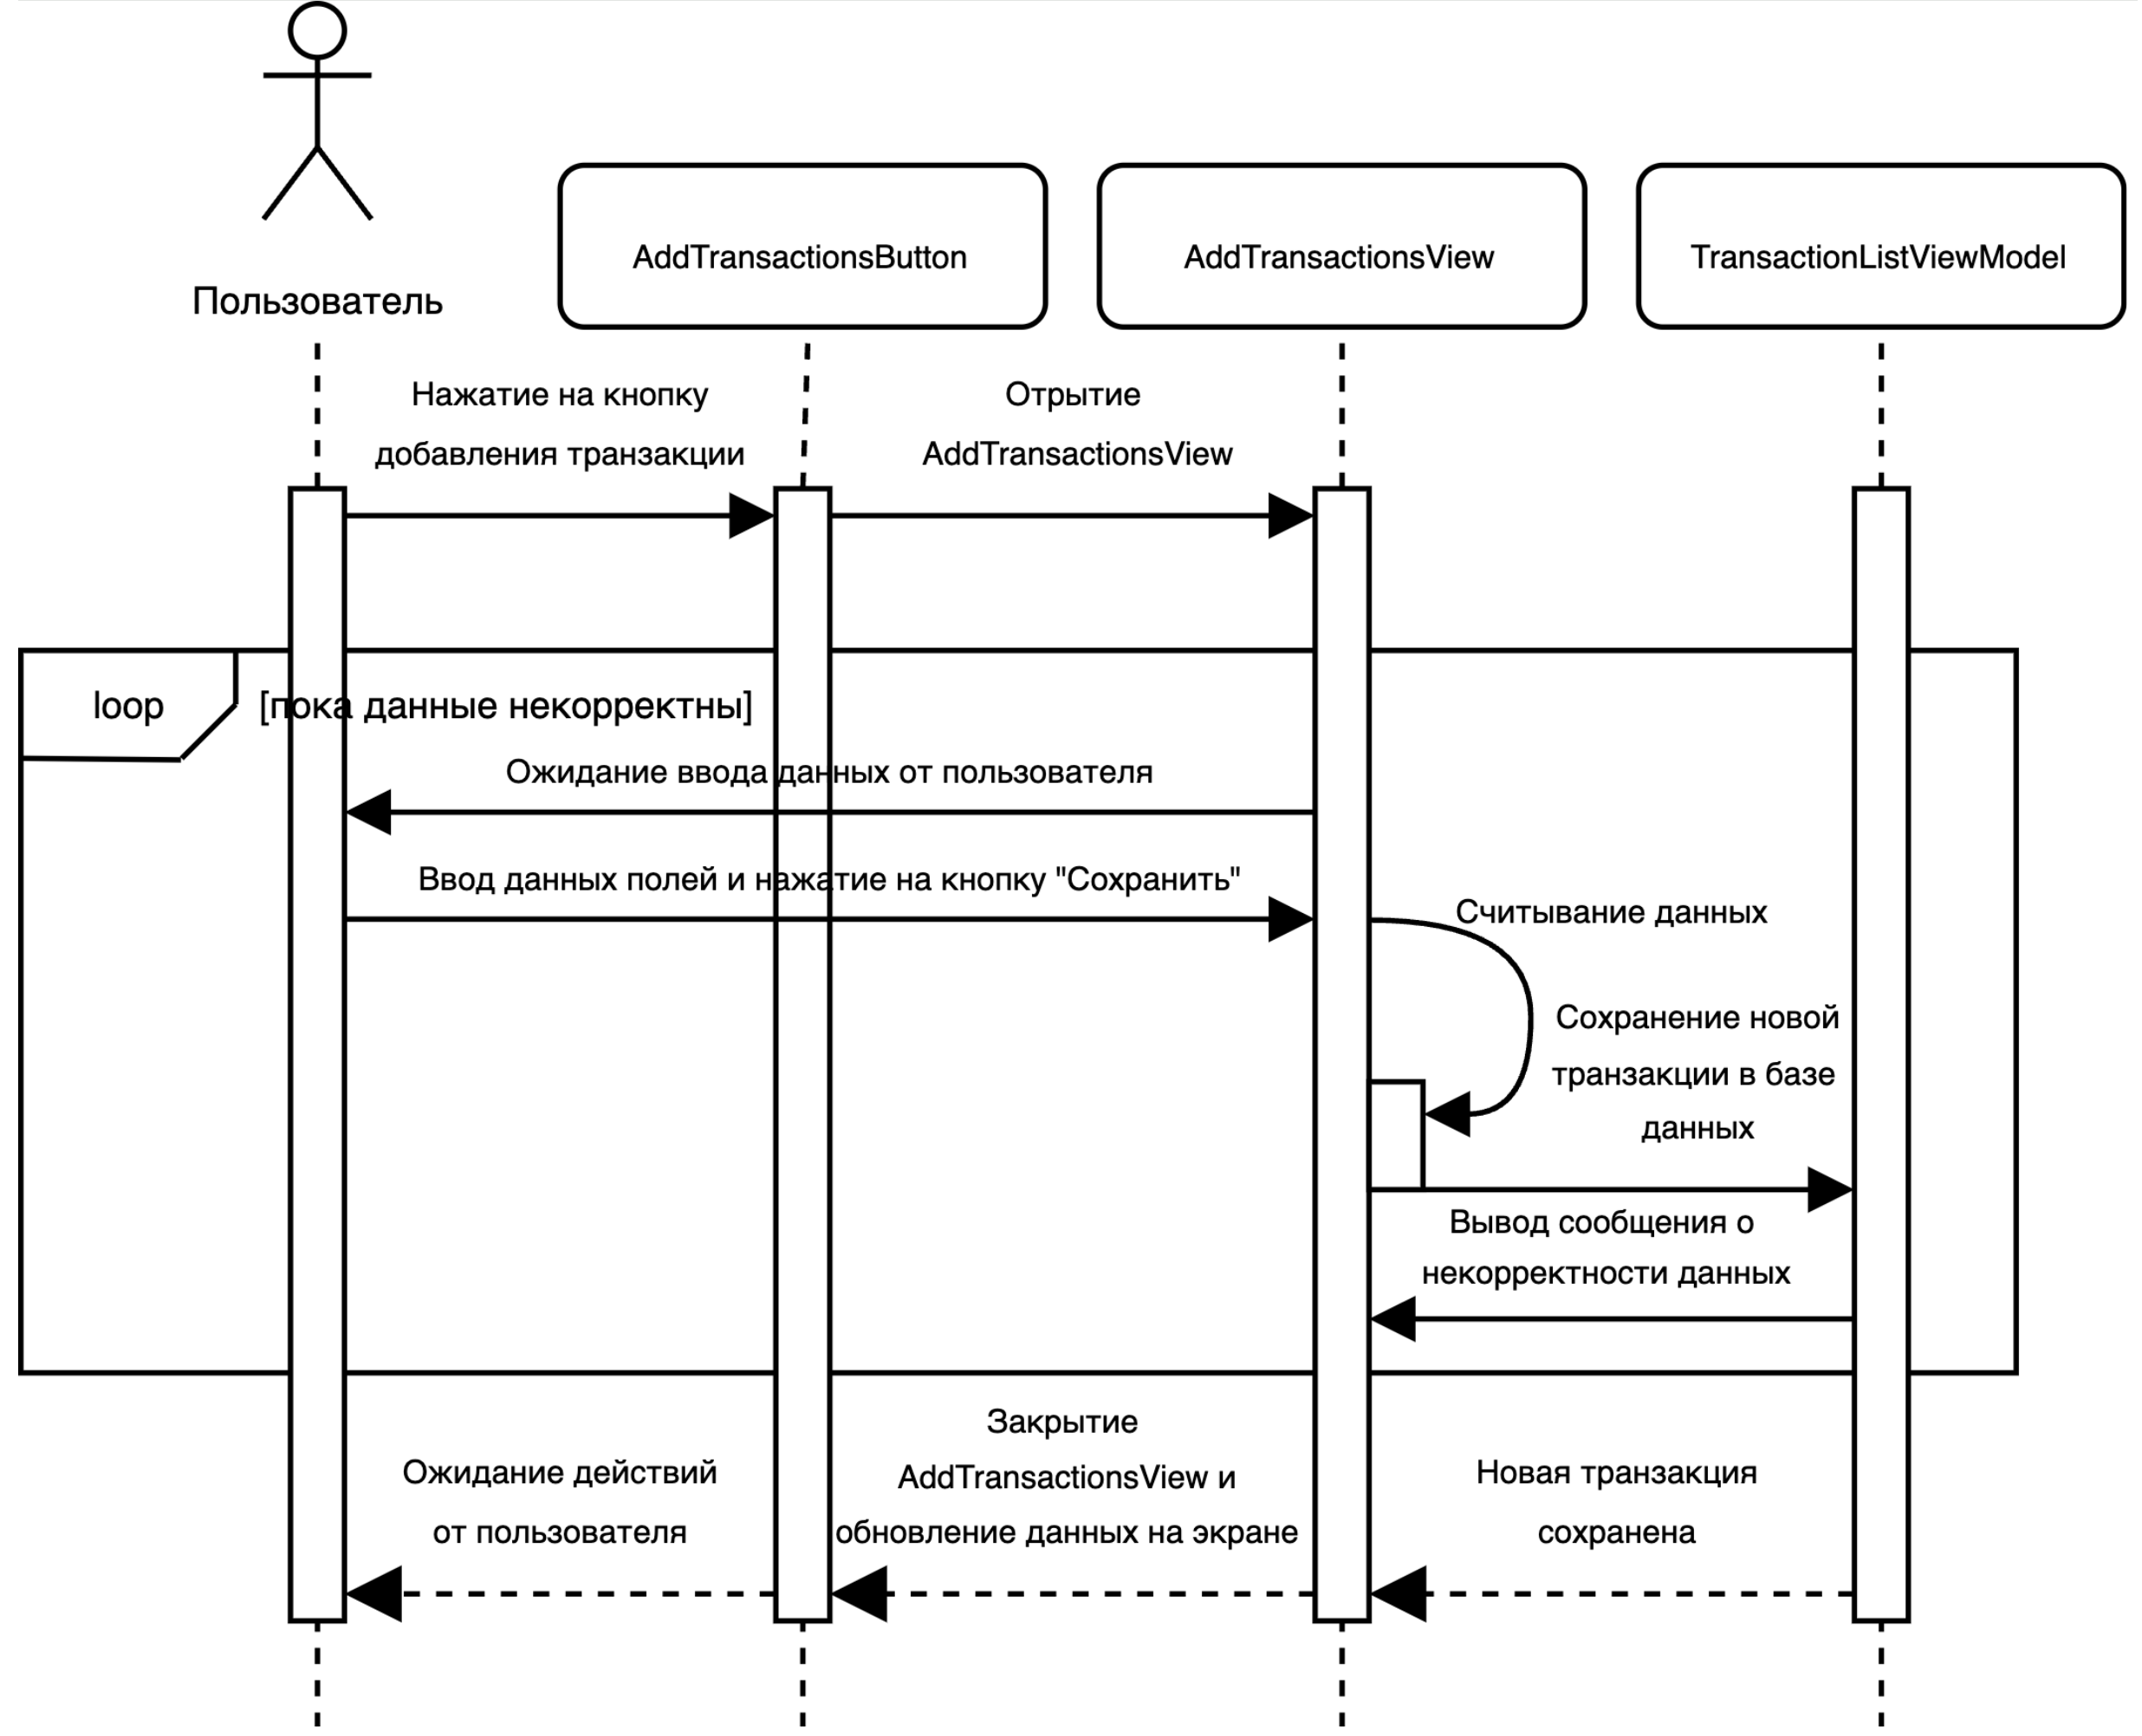 Пользователь
AddTransactionsButton
AddTransactionsView
TransactionListViewModel
Нажатие на кнопку
добавления транзакции
Отрытие
AddTransactionsView
loop
[пока данные некорректны]
Ожидание ввода данных от пользователя
Ввод данных полей и нажатие на кнопку "Сохранить"
Считывание данных
Сохранение новой
транзакции в базе
данных
Вывод сообщения о
некорректности данных
Ожидание действий
от пользователя
Закрытие
AddTransactionsView и
обновление данных на экране
Новая транзакция
сохранена